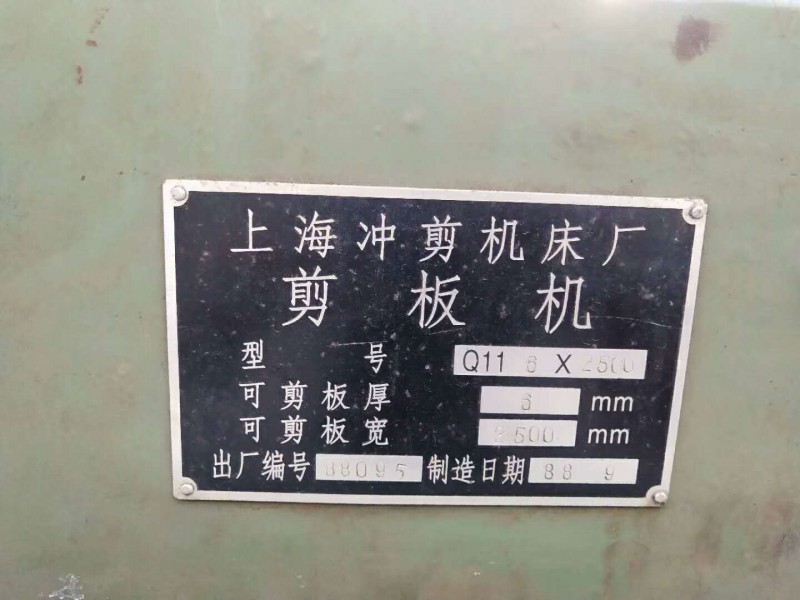 上海冲剪机床厂
剪板机
型号 Q11 6 X 2500
可剪板厚 6 mm
可剪板宽 2500 mm
出厂编号 88095 制造日期 88 9